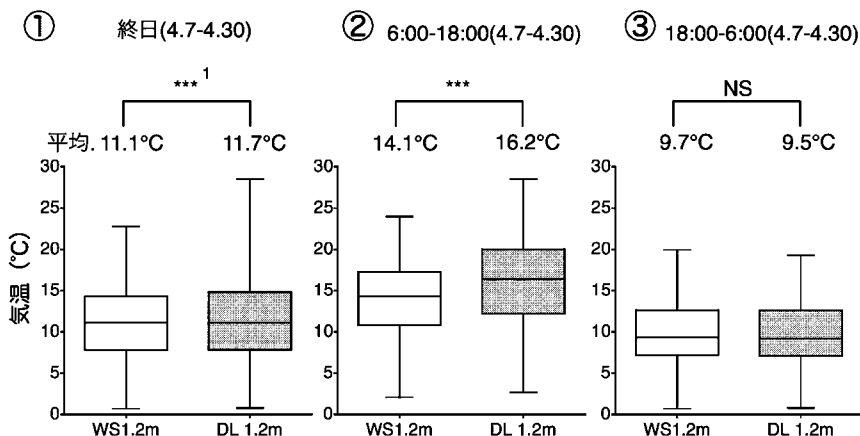 ① 終日(4.7-4.30)
② 6:00-18:00(4.7-4.30)
③ 18:00-6:00(4.7-4.30)
*** 1
***
NS
平均. 11.1°C 11.7°C
14.1°C 16.2°C
9.7°C 9.5°C
気温 (°C)
30
25
20
15
10
5
0
WS1.2m DL 1.2m
30
25
20
15
10
5
0
WS1.2m DL 1.2m
30
25
20
15
10
5
0
WS1.2m DL 1.2m